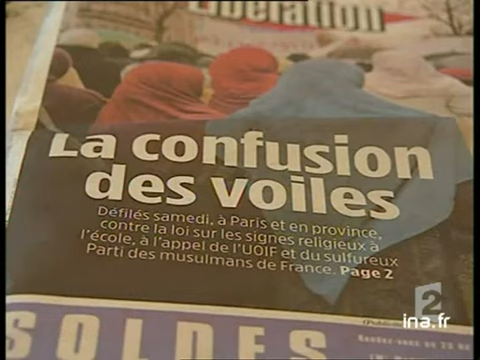 Libération
La confusion
des voiles
Défilés samedi, à Paris et en province,
contre la loi sur les signes religieux à
l'école, à l'appel de l'UOIF et du sulfureux
Parti des musulmans de France. Page 2
2
ina.fr
SOLDES